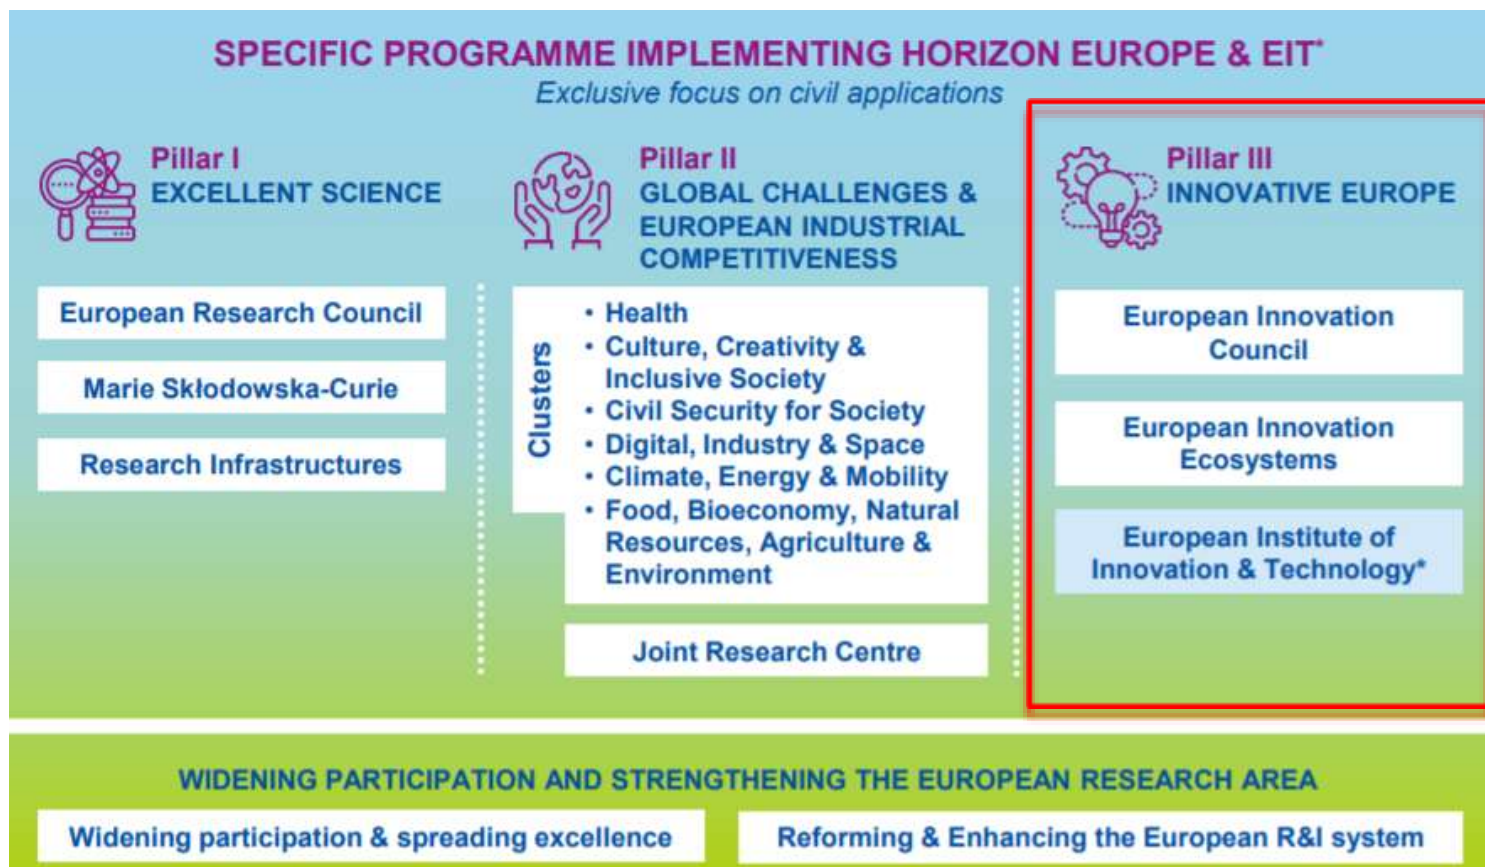 SPECIFIC PROGRAMME IMPLEMENTING HORIZON EUROPE & EIT*
Exclusive focus on civil applications
Pillar I
EXCELLENT SCIENCE
European Research Council
Marie Skłodowska-Curie
Research Infrastructures
Pillar II
GLOBAL CHALLENGES &
EUROPEAN INDUSTRIAL
COMPETITIVENESS
Clusters
• Health
• Culture, Creativity &
Inclusive Society
• Civil Security for Society
• Digital, Industry & Space
• Climate, Energy & Mobility
• Food, Bioeconomy, Natural
Resources, Agriculture &
Environment
Joint Research Centre
Pillar III
INNOVATIVE EUROPE
European Innovation
Council
European Innovation
Ecosystems
European Institute of
Innovation & Technology*
WIDENING PARTICIPATION AND STRENGTHENING THE EUROPEAN RESEARCH AREA
Widening participation & spreading excellence
Reforming & Enhancing the European R&I system